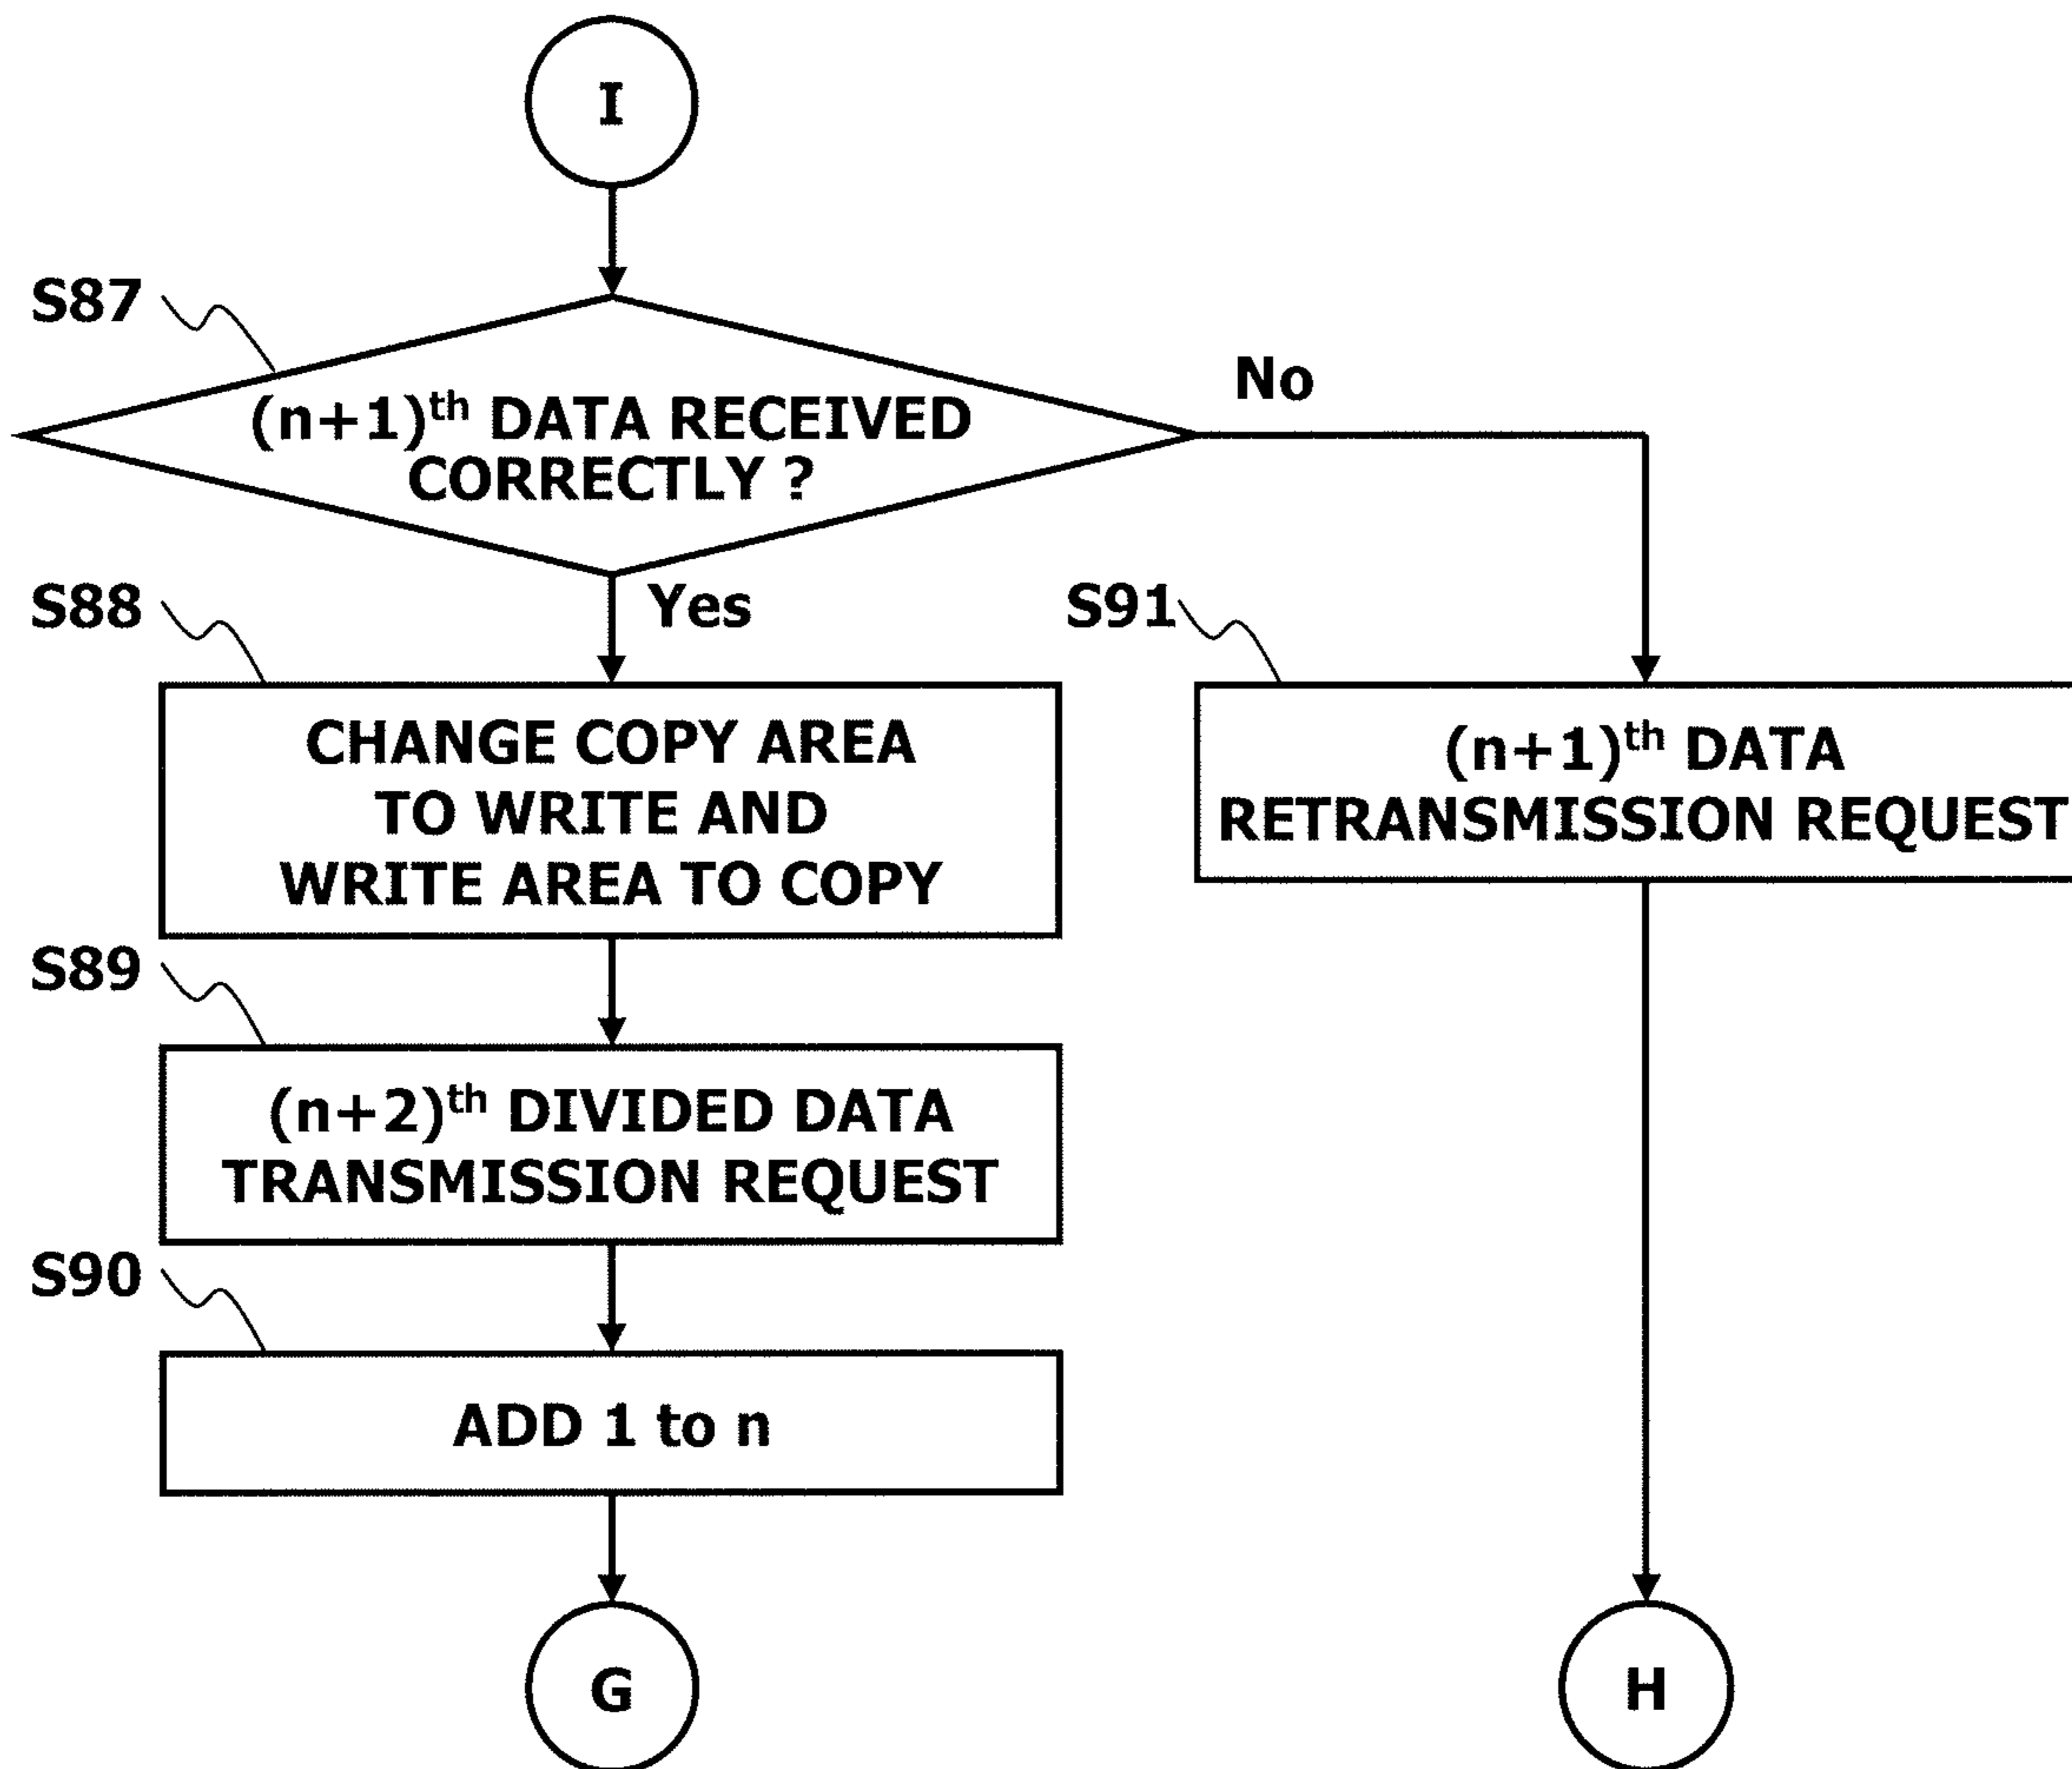 I
S87
(n+1)th DATA RECEIVED
CORRECTLY ?
No
Yes
S88
CHANGE COPY AREA
TO WRITE AND
WRITE AREA TO COPY
S91
(n+1)th DATA
RETRANSMISSION REQUEST
S89
(n+2)th DIVIDED DATA
TRANSMISSION REQUEST
S90
ADD 1 to n
G
H